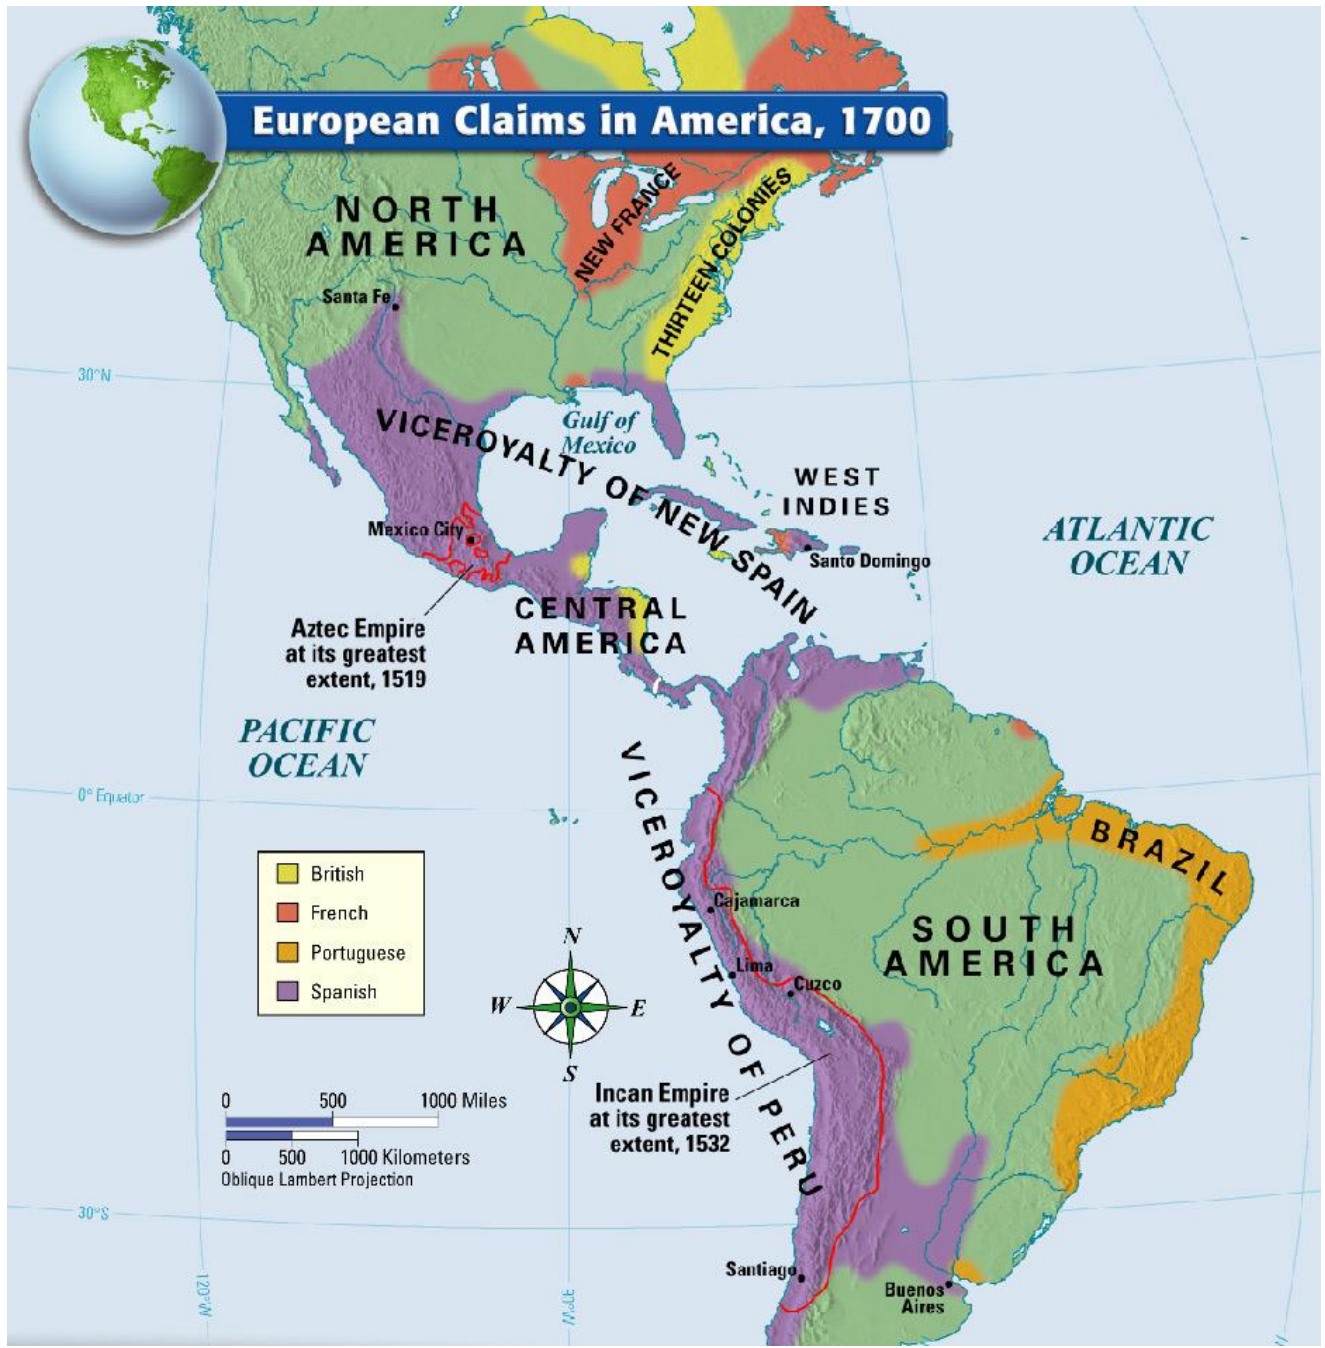 European Claims in America, 1700
NORTH
AMERICA
NEW FRANCE
THIRTEEN COLONIES
Santa Fe
30°N
Gulf of
Mexico
VICEROYALTY OF NEW SPAIN
WEST
INDIES
ATLANTIC
OCEAN
Mexico City
Santo Domingo
CENTRAL
AMERICA
Aztec Empire
at its greatest
extent, 1519
PACIFIC
OCEAN
0° Equator
VICEROYALTY OF PERU
BRAZIL
British
French
Portuguese
Spanish
Cajamarca
SOUTH
AMERICA
Lima
Cuzco
N
W
E
S
Incan Empire
at its greatest
extent, 1532
0 500 1000 Miles
0 500 1000 Kilometers
Oblique Lambert Projection
30°S
Santiago
Buenos
Aires
120°W
90°W